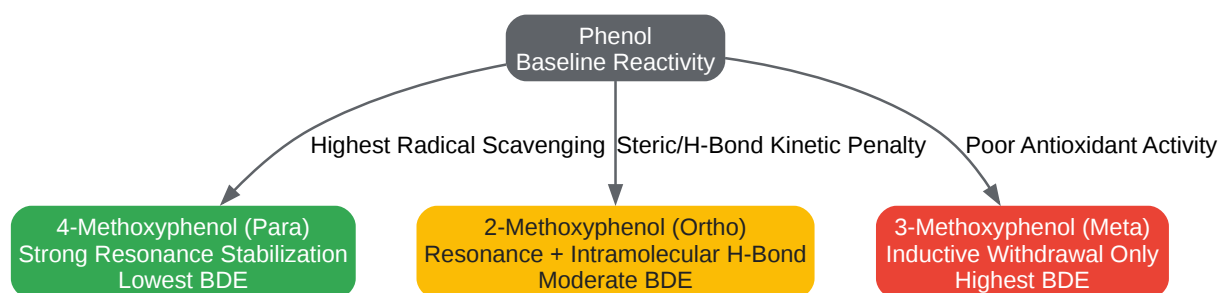 Phenol
Baseline Reactivity
Highest Radical Scavenging
Steric/H-Bond Kinetic Penalty
Poor Antioxidant Activity
4-Methoxyphenol (Para)
Strong Resonance Stabilization
Lowest BDE
2-Methoxyphenol (Ortho)
Resonance + Intramolecular H-Bond
Moderate BDE
3-Methoxyphenol (Meta)
Inductive Withdrawal Only
Highest BDE